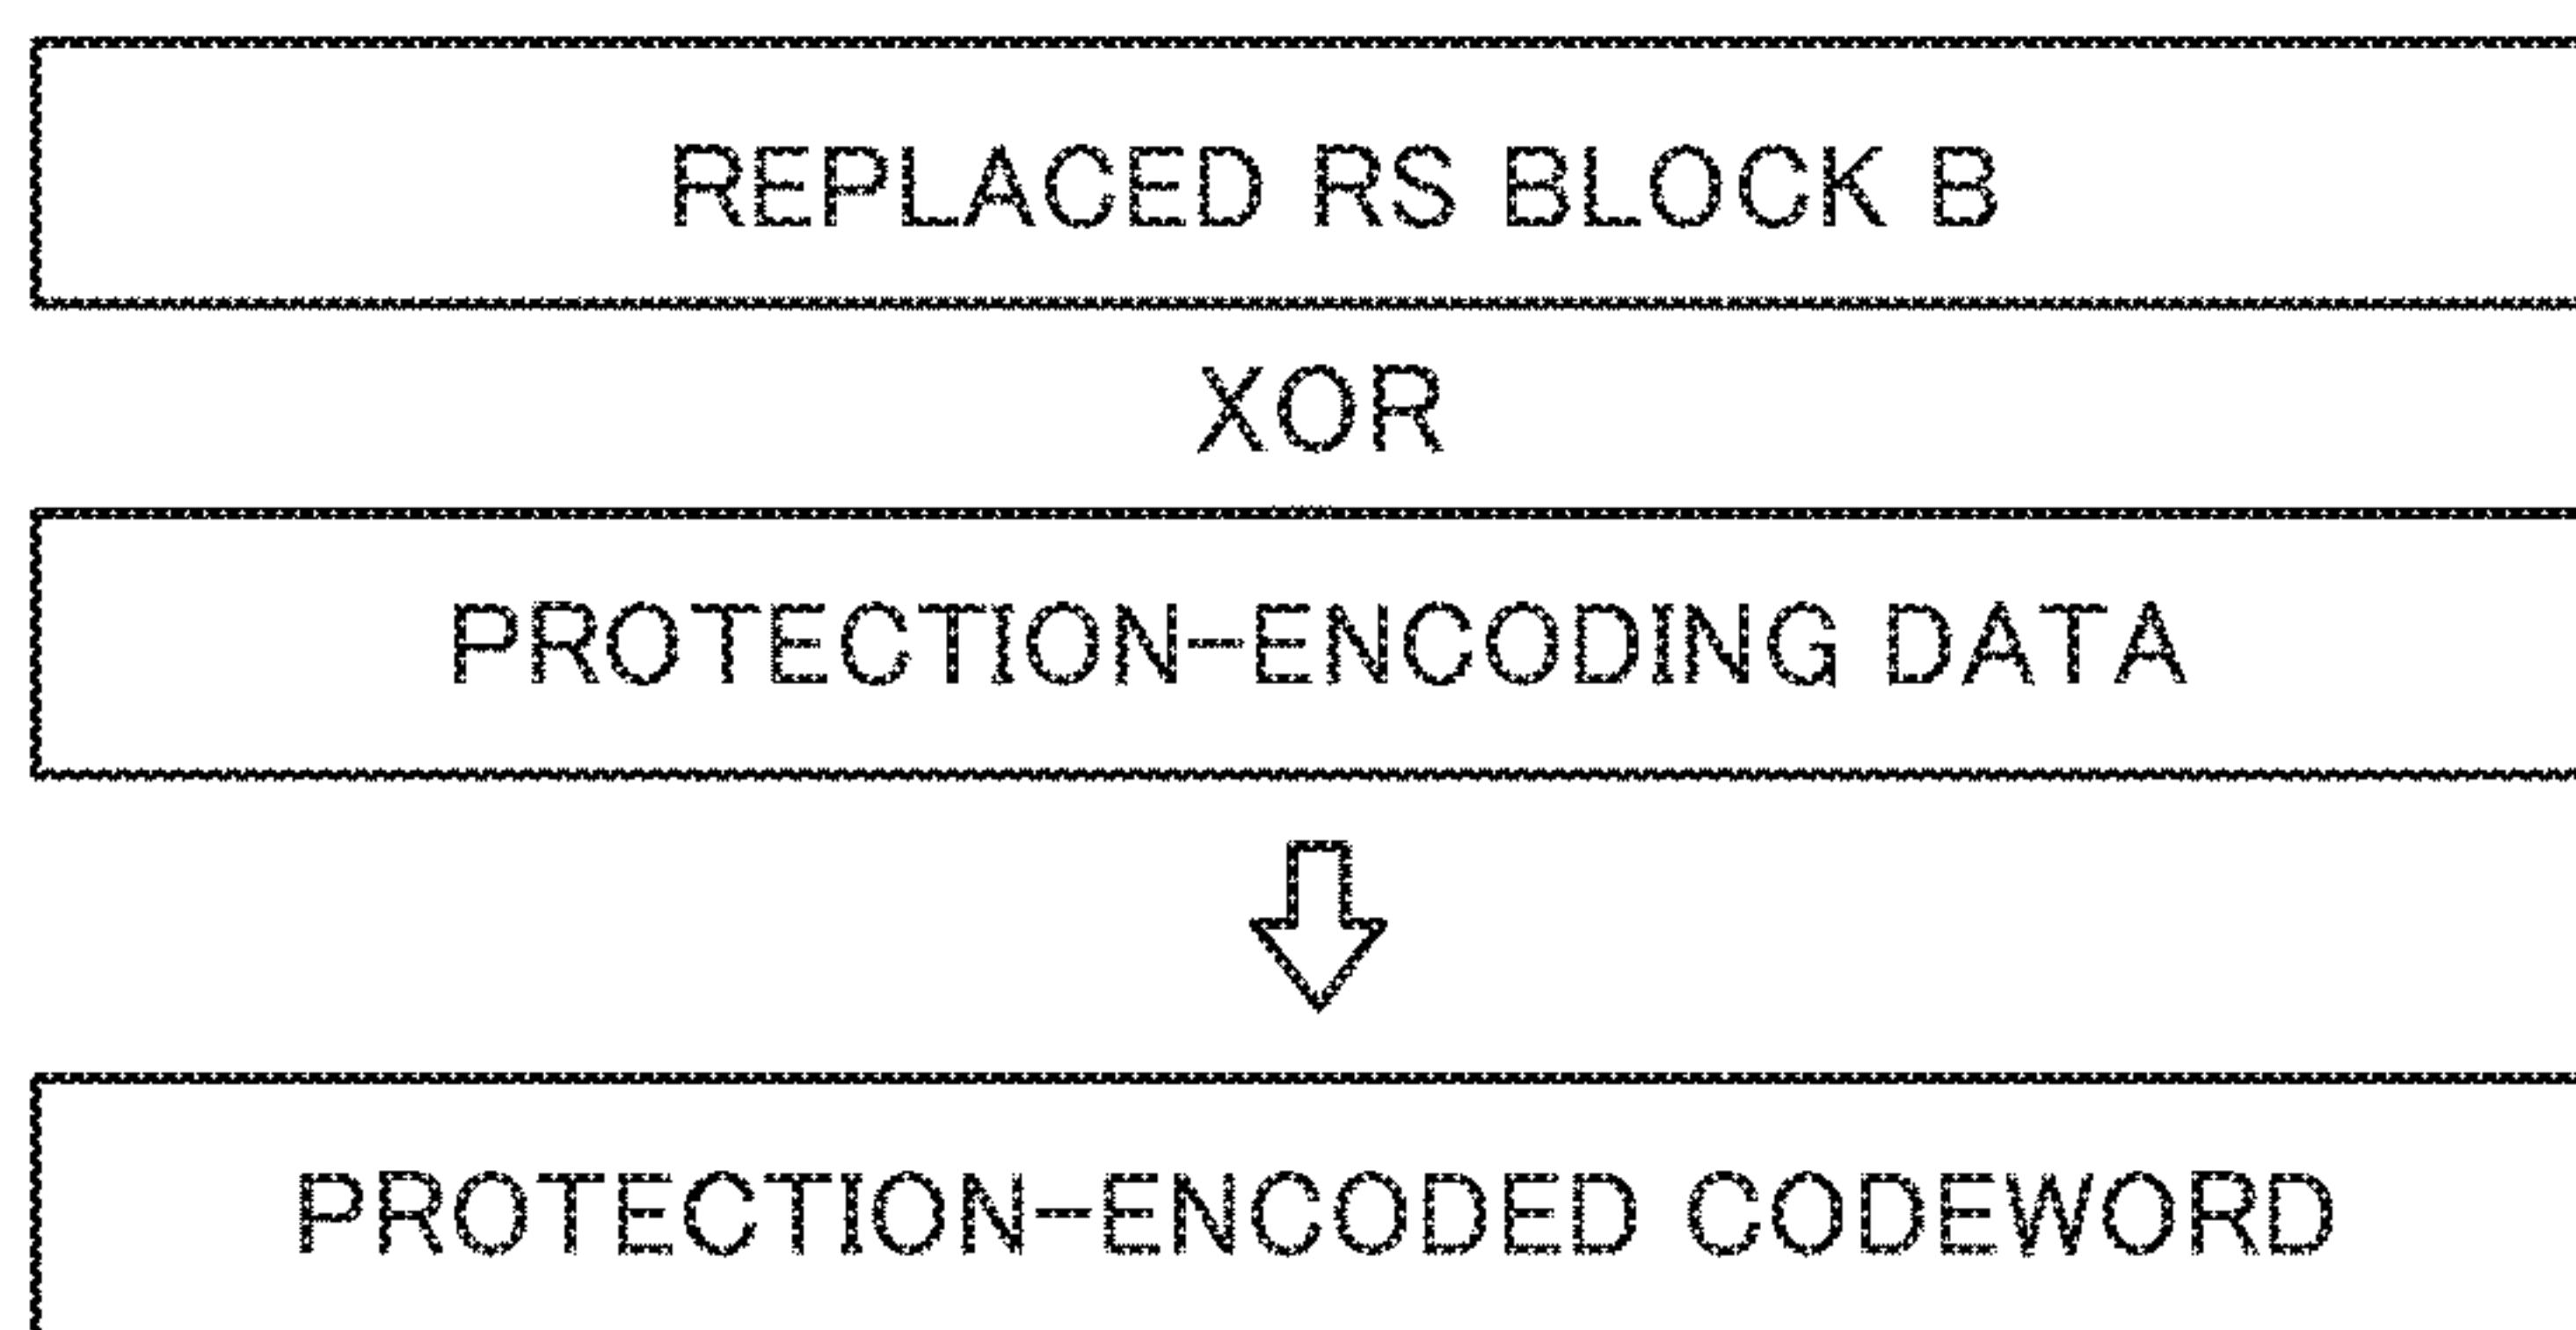 REPLACED RS BLOCK B
XOR
PROTECTION-ENCODING DATA
PROTECTION-ENCODED CODEWORD